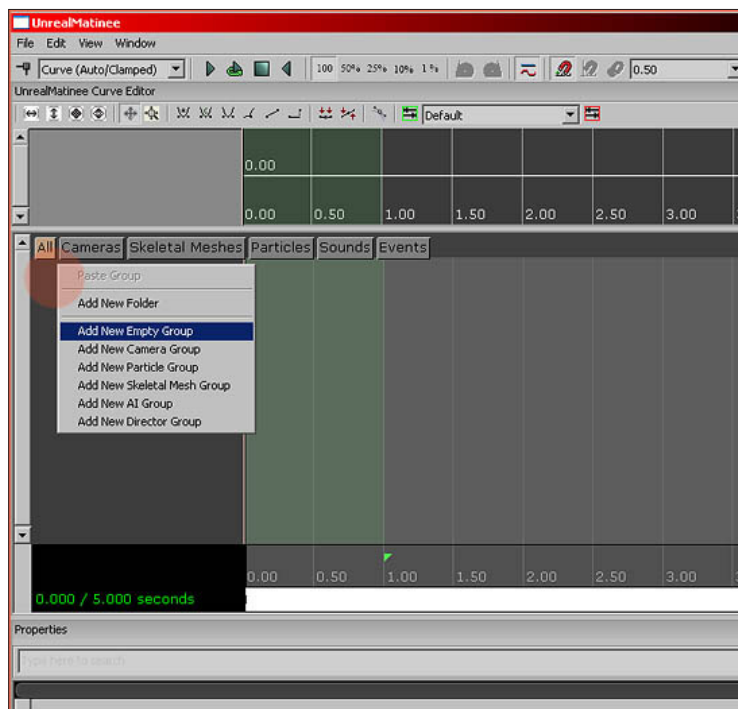 UnrealMatinee
File Edit View Window
Curve (Auto/Clamped) 100 50% 25% 10% 1% 0.50
UnrealMatinee Curve Editor
Default
0.00
0.00 0.50 1.00 1.50 2.00 2.50 3.00
All Cameras Skeletal Meshes Particles Sounds Events
Paste Group
Add New Folder
Add New Empty Group
Add New Camera Group
Add New Particle Group
Add New Skeletal Mesh Group
Add New AI Group
Add New Director Group
0.00 0.50 1.00 1.50 2.00 2.50 3.00
0.000 / 5.000 seconds
Properties
Type here to search